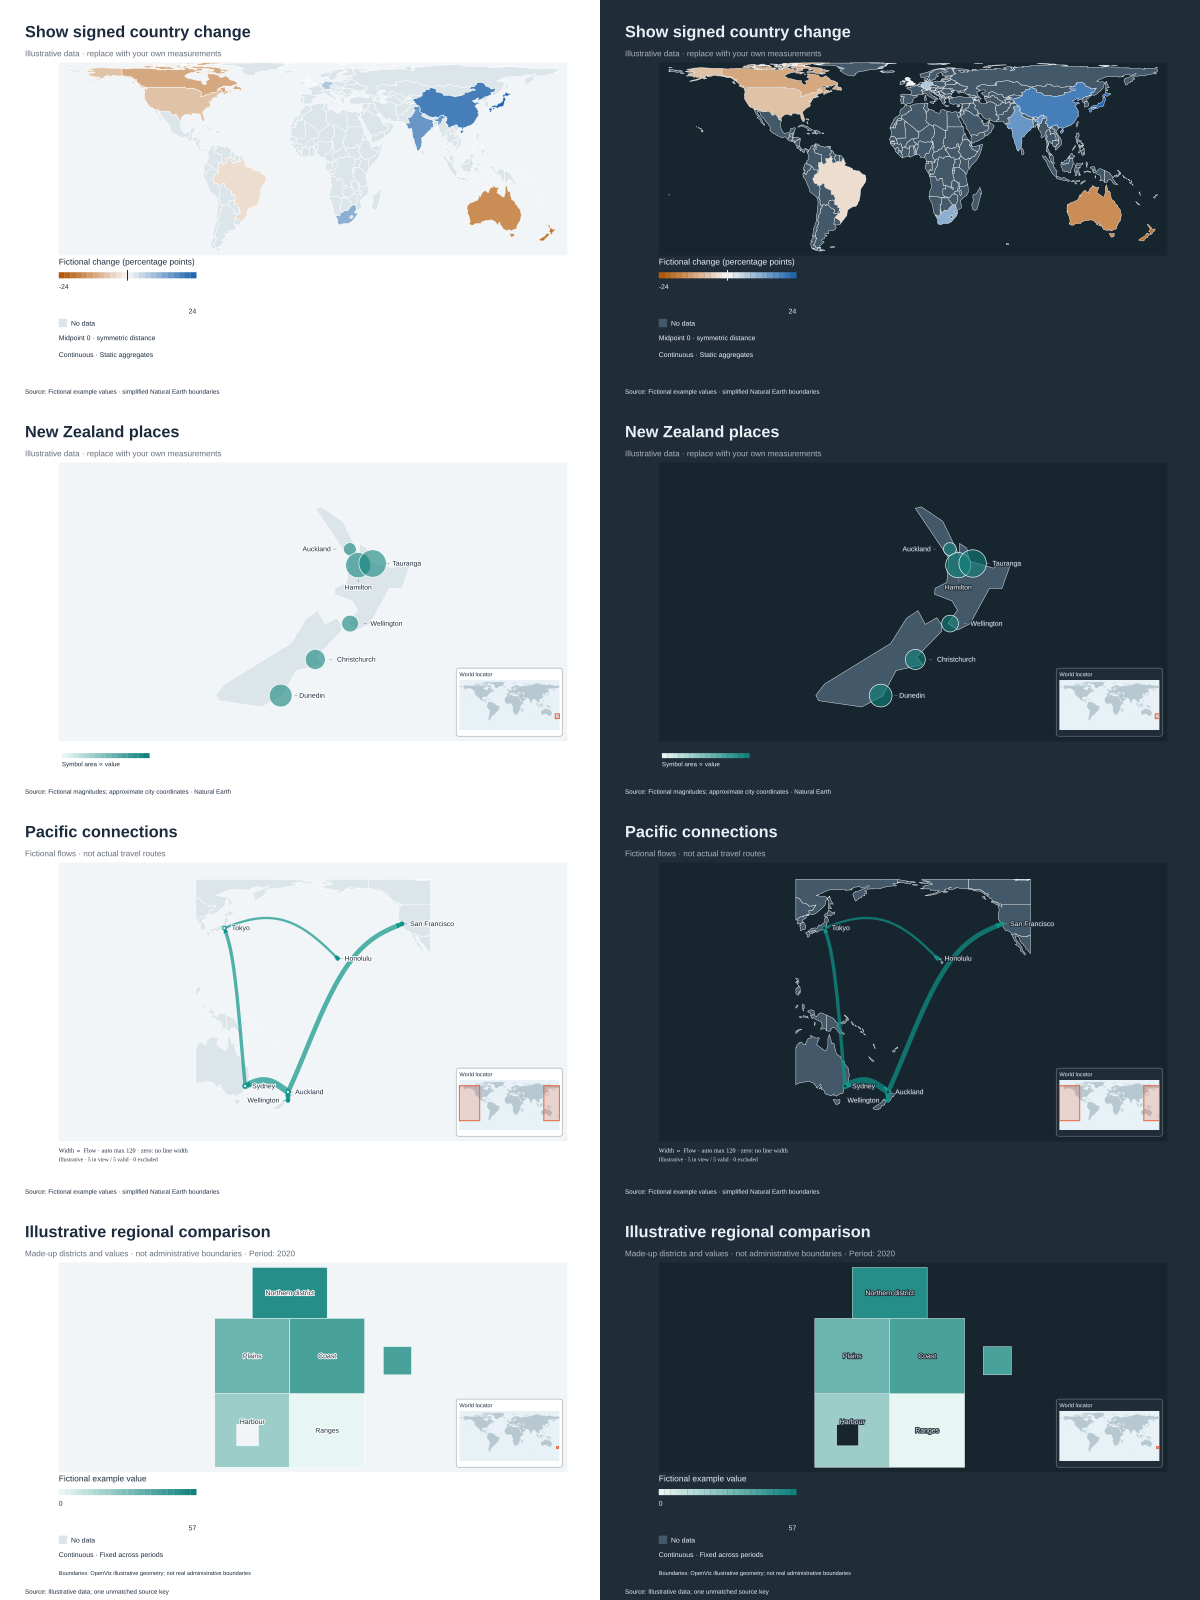 Show signed country change
Illustrative data · replace with your own measurements
Fictional change (percentage points)
-24
24
No data
Midpoint 0 · symmetric distance
Continuous · Static aggregates
Source: Fictional example values · simplified Natural Earth boundaries
New Zealand places
Illustrative data · replace with your own measurements
Auckland
Tauranga
Hamilton
Wellington
Christchurch
Dunedin
World locator
Symbol area ∝ value
Source: Fictional magnitudes; approximate city coordinates · Natural Earth
Pacific connections
Fictional flows · not actual travel routes
San Francisco
Tokyo
Honolulu
Sydney
Auckland
Wellington
World locator
Width ∝ Flow · auto max 120 · zero: no line width
Illustrative · 5 in view / 5 valid · 0 excluded
Source: Fictional example values · simplified Natural Earth boundaries
Illustrative regional comparison
Made-up districts and values · not administrative boundaries · Period: 2020
Northern district
Plains
Coast
Harbour
Ranges
World locator
Fictional example value
0
57
No data
Continuous · Fixed across periods
Boundaries: OpenViz illustrative geometry; not real administrative boundaries
Source: Illustrative data; one unmatched source key
Show signed country change
Illustrative data · replace with your own measurements
Fictional change (percentage points)
-24
24
No data
Midpoint 0 · symmetric distance
Continuous · Static aggregates
Source: Fictional example values · simplified Natural Earth boundaries
New Zealand places
Illustrative data · replace with your own measurements
Auckland
Tauranga
Hamilton
Wellington
Christchurch
Dunedin
World locator
Symbol area ∝ value
Source: Fictional magnitudes; approximate city coordinates · Natural Earth
Pacific connections
Fictional flows · not actual travel routes
San Francisco
Tokyo
Honolulu
Sydney
Auckland
Wellington
World locator
Width ∝ Flow · auto max 120 · zero: no line width
Illustrative · 5 in view / 5 valid · 0 excluded
Source: Fictional example values · simplified Natural Earth boundaries
Illustrative regional comparison
Made-up districts and values · not administrative boundaries · Period: 2020
Northern district
Plains
Coast
Harbour
Ranges
World locator
Fictional example value
0
57
No data
Continuous · Fixed across periods
Boundaries: OpenViz illustrative geometry; not real administrative boundaries
Source: Illustrative data; one unmatched source key